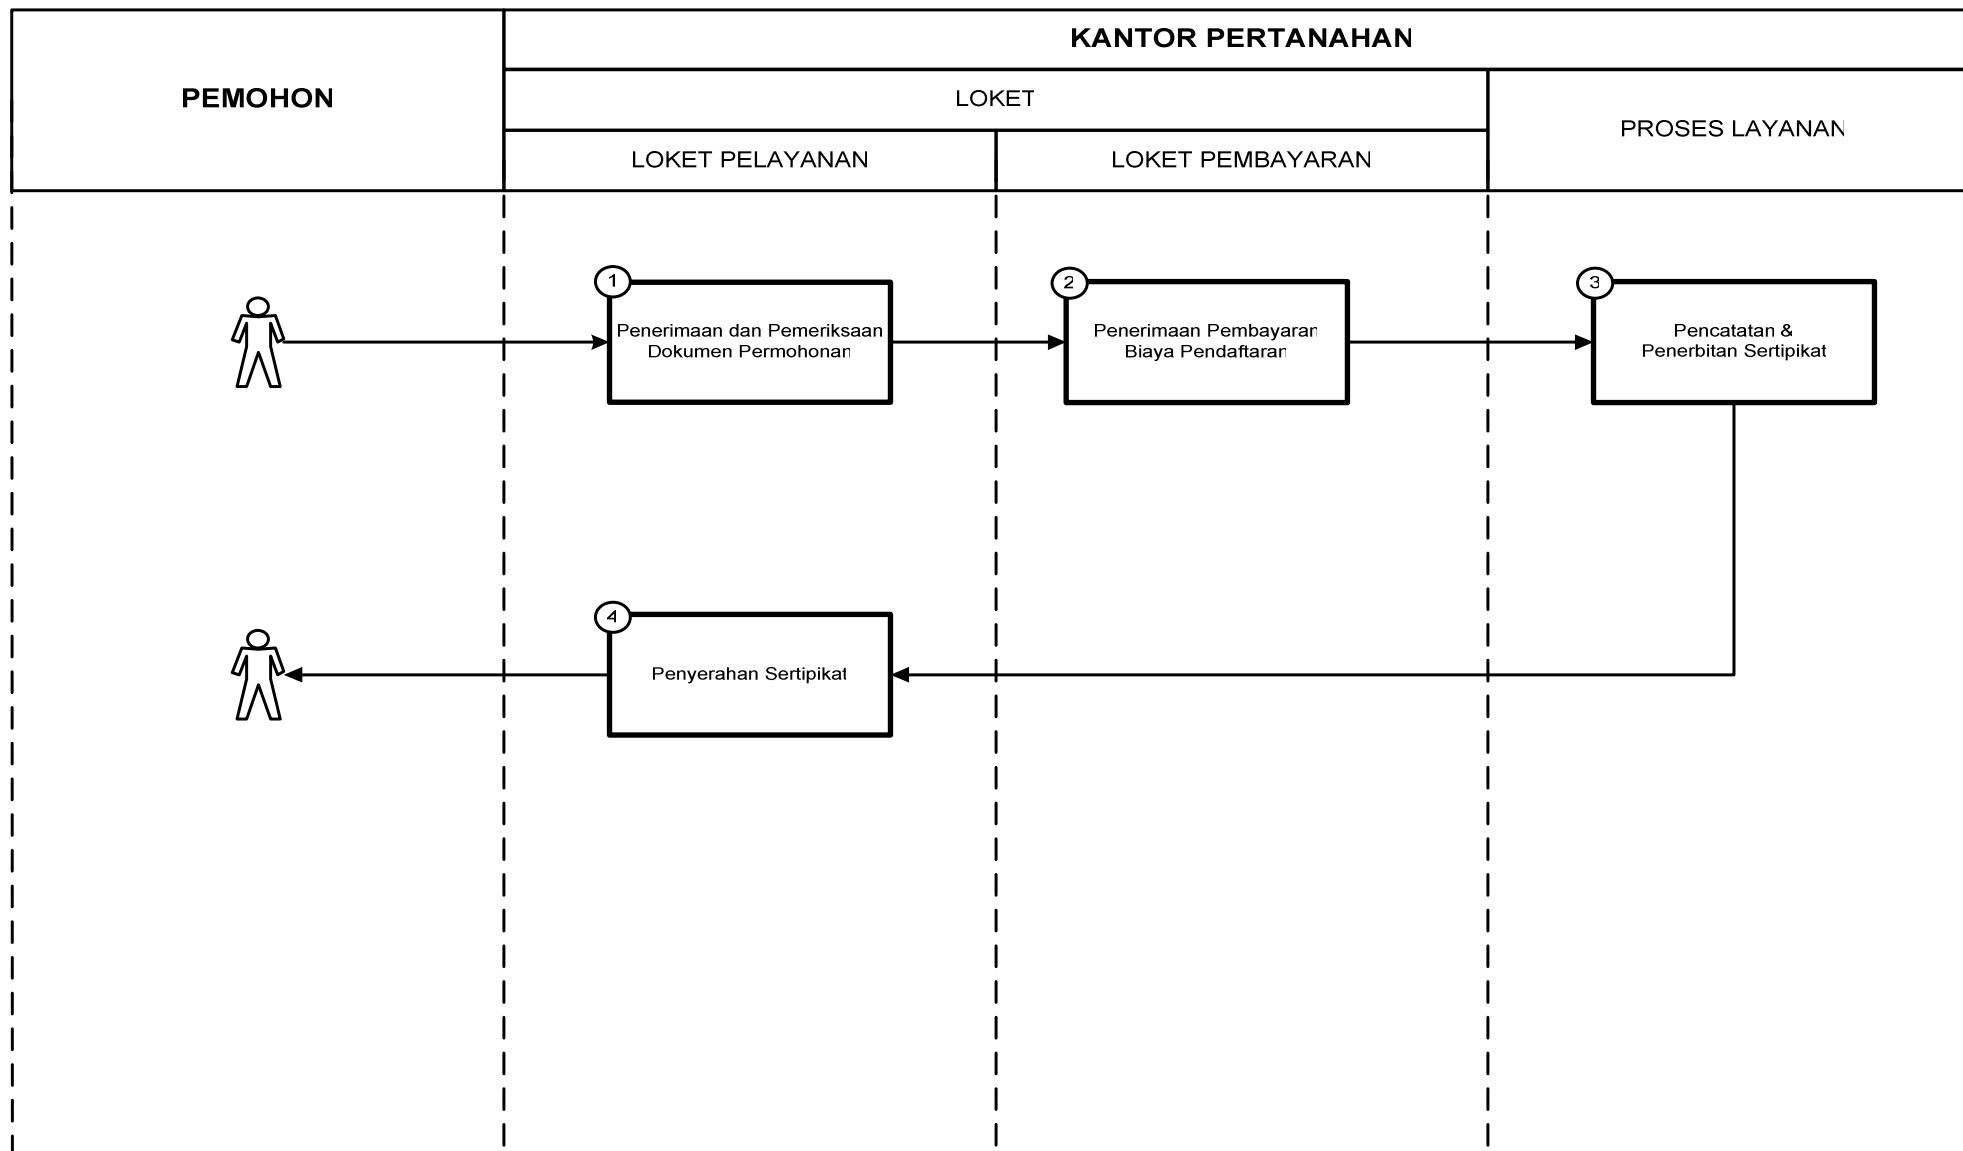 KANTOR PERTANAHAN
PEMOHON
LOKET
PROSES LAYANAN
LOKET PELAYANAN
LOKET PEMBAYARAN
1
Penerimaan dan Pemeriksaan
Dokumen Permohonan
2
Penerimaan Pembayaran
Biaya Pendaftaran
3
Pencatatan &
Penerbitan Sertipikat
4
Penyerahan Sertipikat